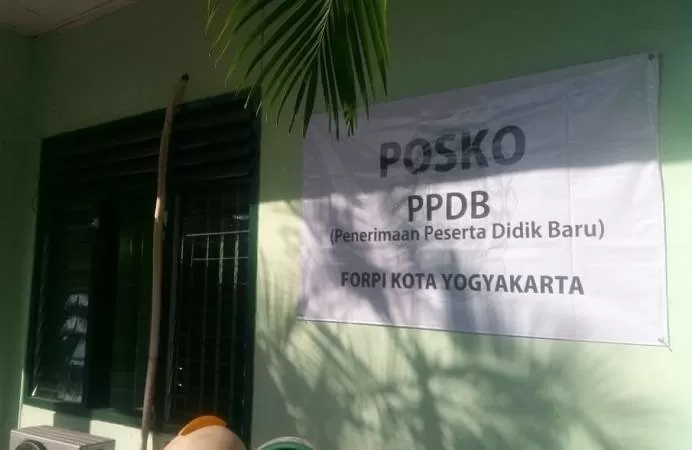 POSKO
PPDB
(Penerimaan Peserta Didik Baru)
FORPI KOTA YOGYAKARTA